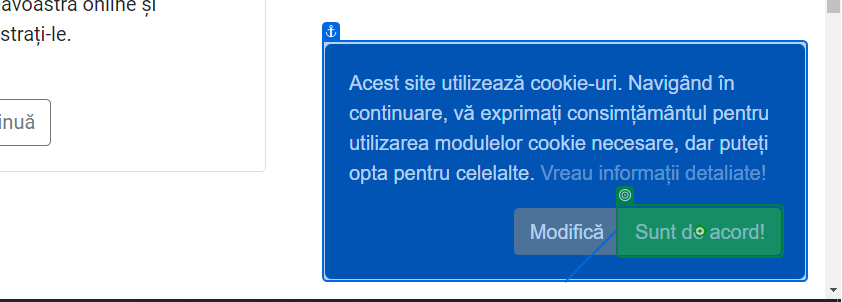 avoastră online și
strați-le.
inuă
Acest site utilizează cookie-uri. Navigând în
continuare, vă exprimați consimțământul pentru
utilizarea modulelor cookie necesare, dar puteți
opta pentru celelalte. Vreau informații detaliate!
Modifică
Sunt de acord!